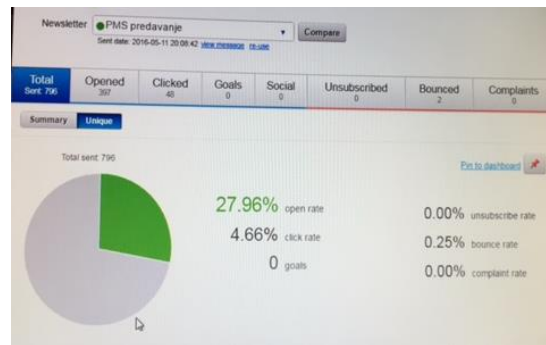 Newsletter PMS predavanje Compare
Sent date: 2016-05-11 20:08:42 view message re-use
Total Opened Clicked Goals Social Unsubscribed Bounced Complaints
Sent: 796 397 48 0 0 0 2 0
Summary Unique
Total sent: 796
Pin to dashboard
27.96% open rate
4.66% click rate
0 goals
0.00% unsubscribe rate
0.25% bounce rate
0.00% complaint rate